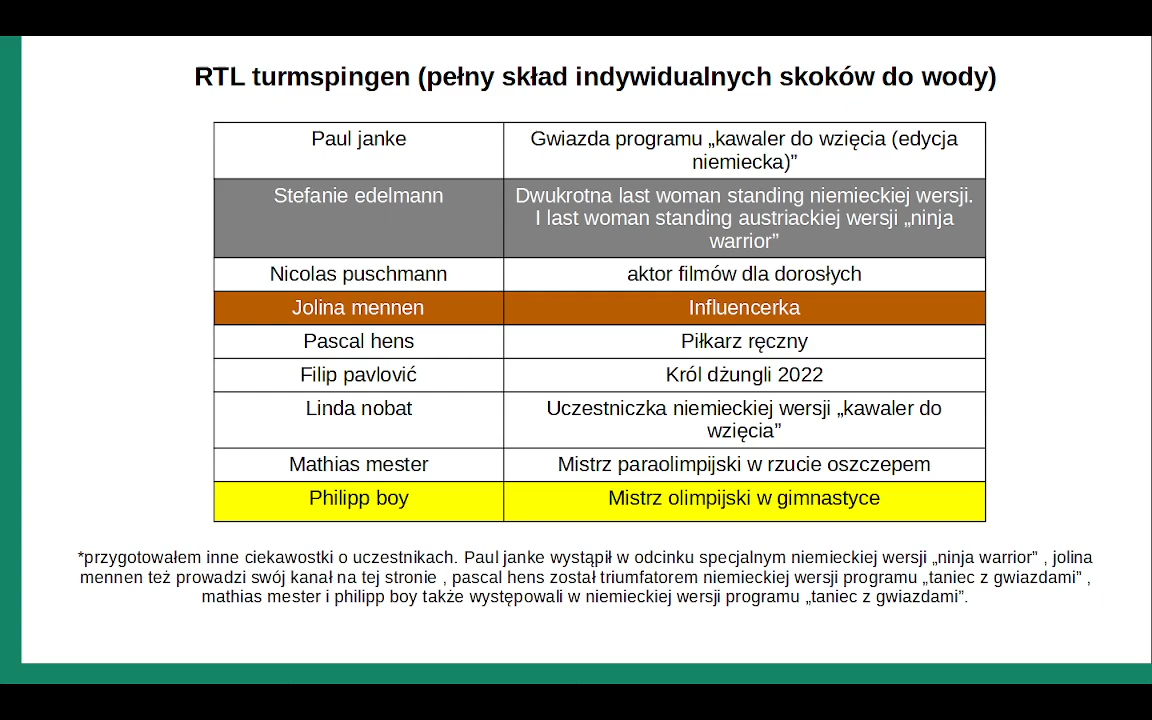 RTL turmspingen (pełny skład indywidualnych skoków do wody)
Paul janke
Gwiazda programu „kawaler do wzięcia (edycja
niemiecka)”
Stefanie edelmann
Dwukrotna last woman standing niemieckiej wersji.
I last woman standing austriackiej wersji „ninja
warrior”
Nicolas puschmann
aktor filmów dla dorosłych
Jolina mennen
Influencerka
Pascal hens
Piłkarz ręczny
Filip pavlović
Król dżungli 2022
Linda nobat
Uczestniczka niemieckiej wersji „kawaler do
wzięcia”
Mathias mester
Mistrz paraolimpijski w rzucie oszczepem
Philipp boy
Mistrz olimpijski w gimnastyce
*przygotowałem inne ciekawostki o uczestnikach. Paul janke wystąpił w odcinku specjalnym niemieckiej wersji „ninja warrior” , jolina
mennen też prowadzi swój kanał na tej stronie , pascal hens został triumfatorem niemieckiej wersji programu „taniec z gwiazdami” ,
mathias mester i philipp boy także występowali w niemieckiej wersji programu „taniec z gwiazdami”.